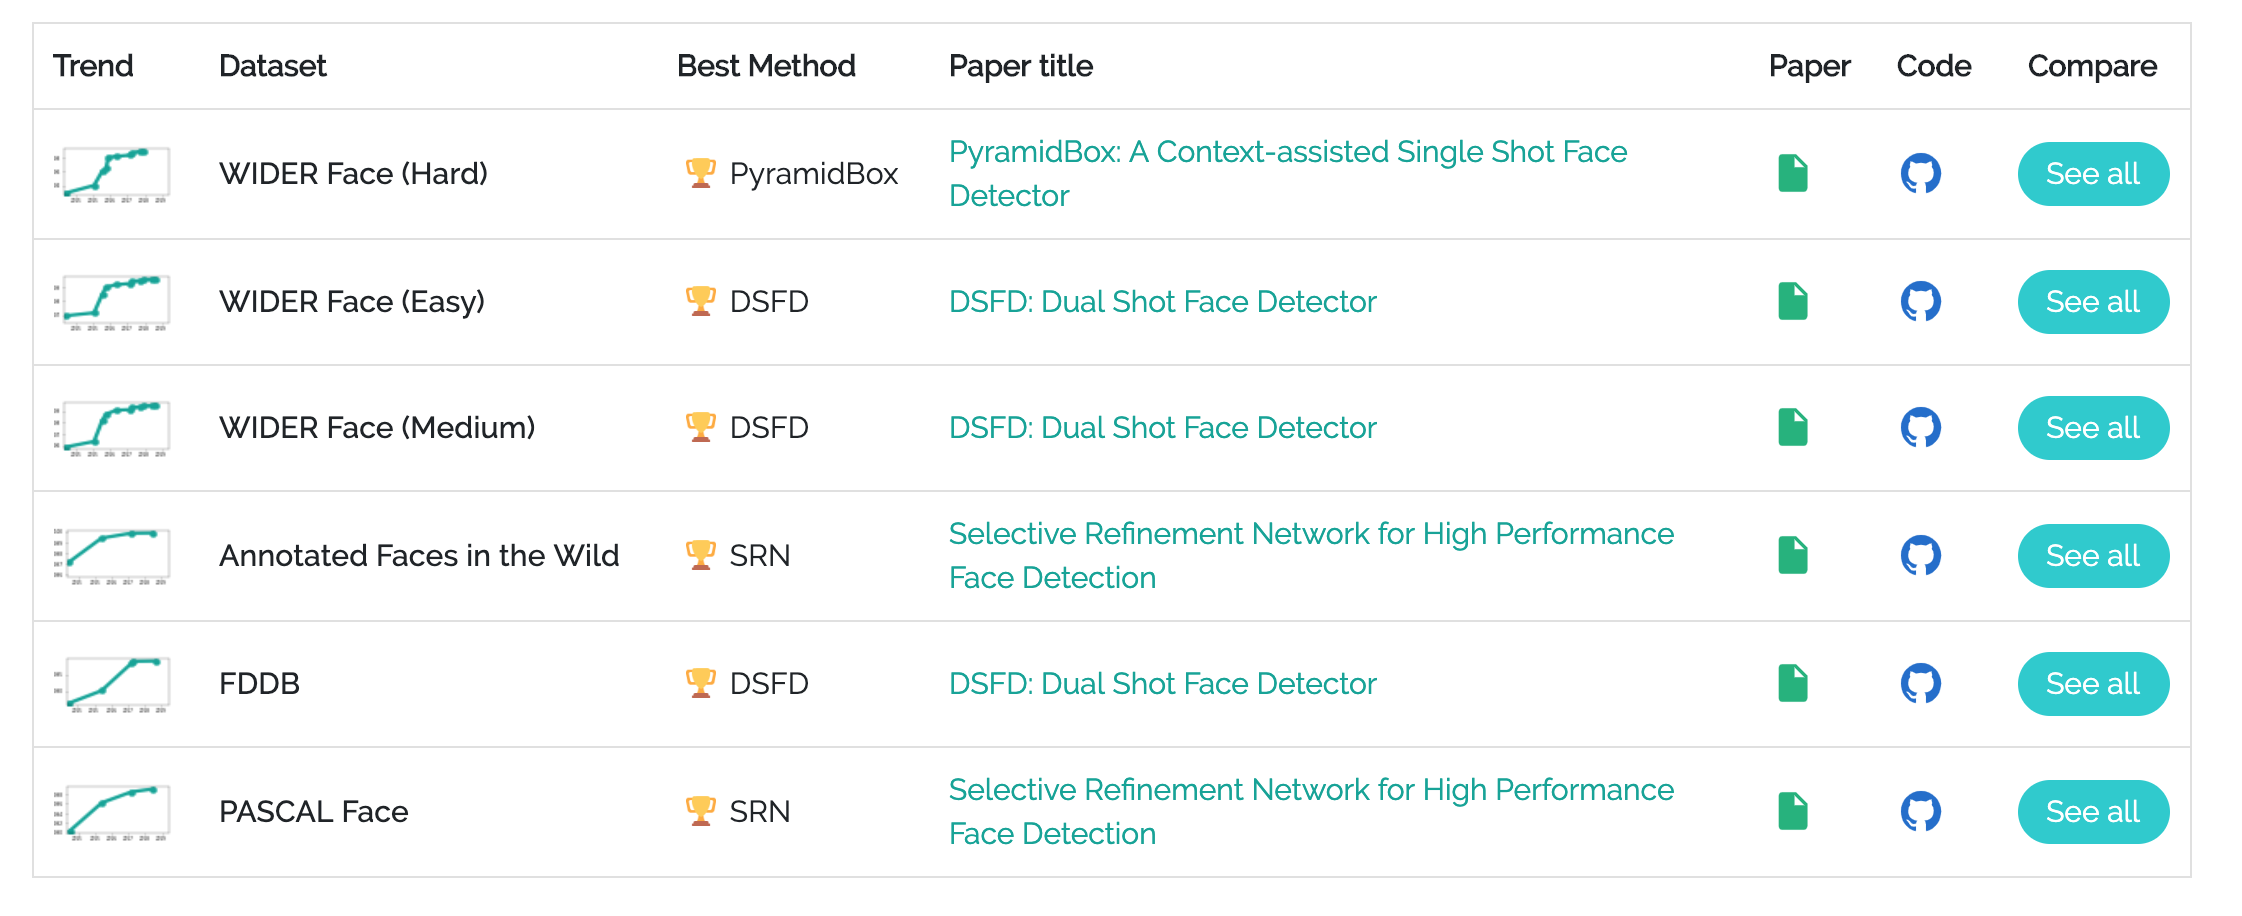 Trend Dataset Best Method Paper title Paper Code Compare
WIDER Face (Hard) PyramidBox PyramidBox: A Context-assisted Single Shot Face
Detector See all
WIDER Face (Easy) DSFD DSFD: Dual Shot Face Detector See all
WIDER Face (Medium) DSFD DSFD: Dual Shot Face Detector See all
Annotated Faces in the Wild SRN Selective Refinement Network for High Performance
Face Detection See all
FDDB DSFD DSFD: Dual Shot Face Detector See all
PASCAL Face SRN Selective Refinement Network for High Performance
Face Detection See all